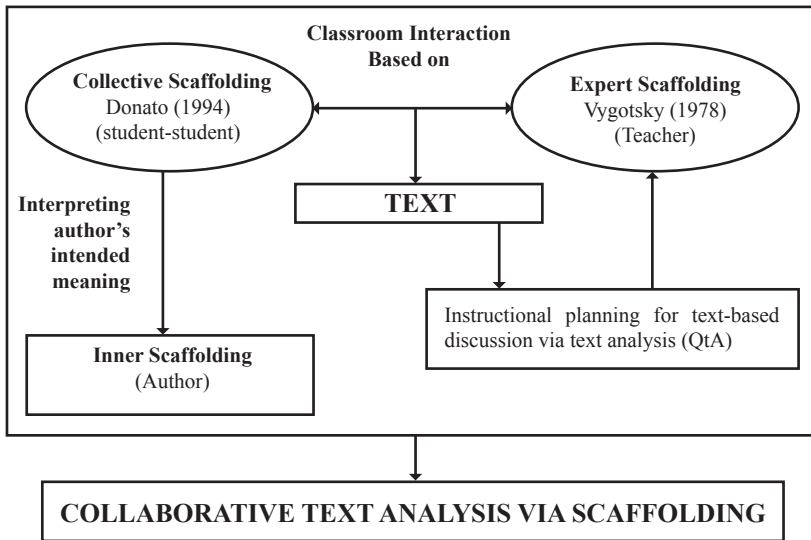 Classroom Interaction
Based on
Collective Scaffolding
Donato (1994)
(student-student)
Expert Scaffolding
Vygotsky (1978)
(Teacher)
TEXT
Interpreting
author's
intended
meaning
Instructional planning for text-based
discussion via text analysis (QtA)
Inner Scaffolding
(Author)
COLLABORATIVE TEXT ANALYSIS VIA SCAFFOLDING